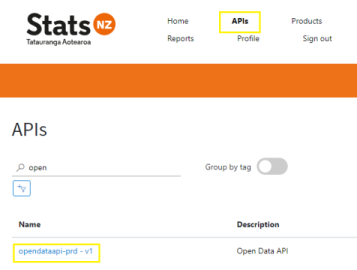 Stats NZ
Tatauranga Aotearoa
Home APIs Products
Reports Profile Sign out
APIs
open
Group by tag
Name Description
opendataapi-prd - v1 Open Data API